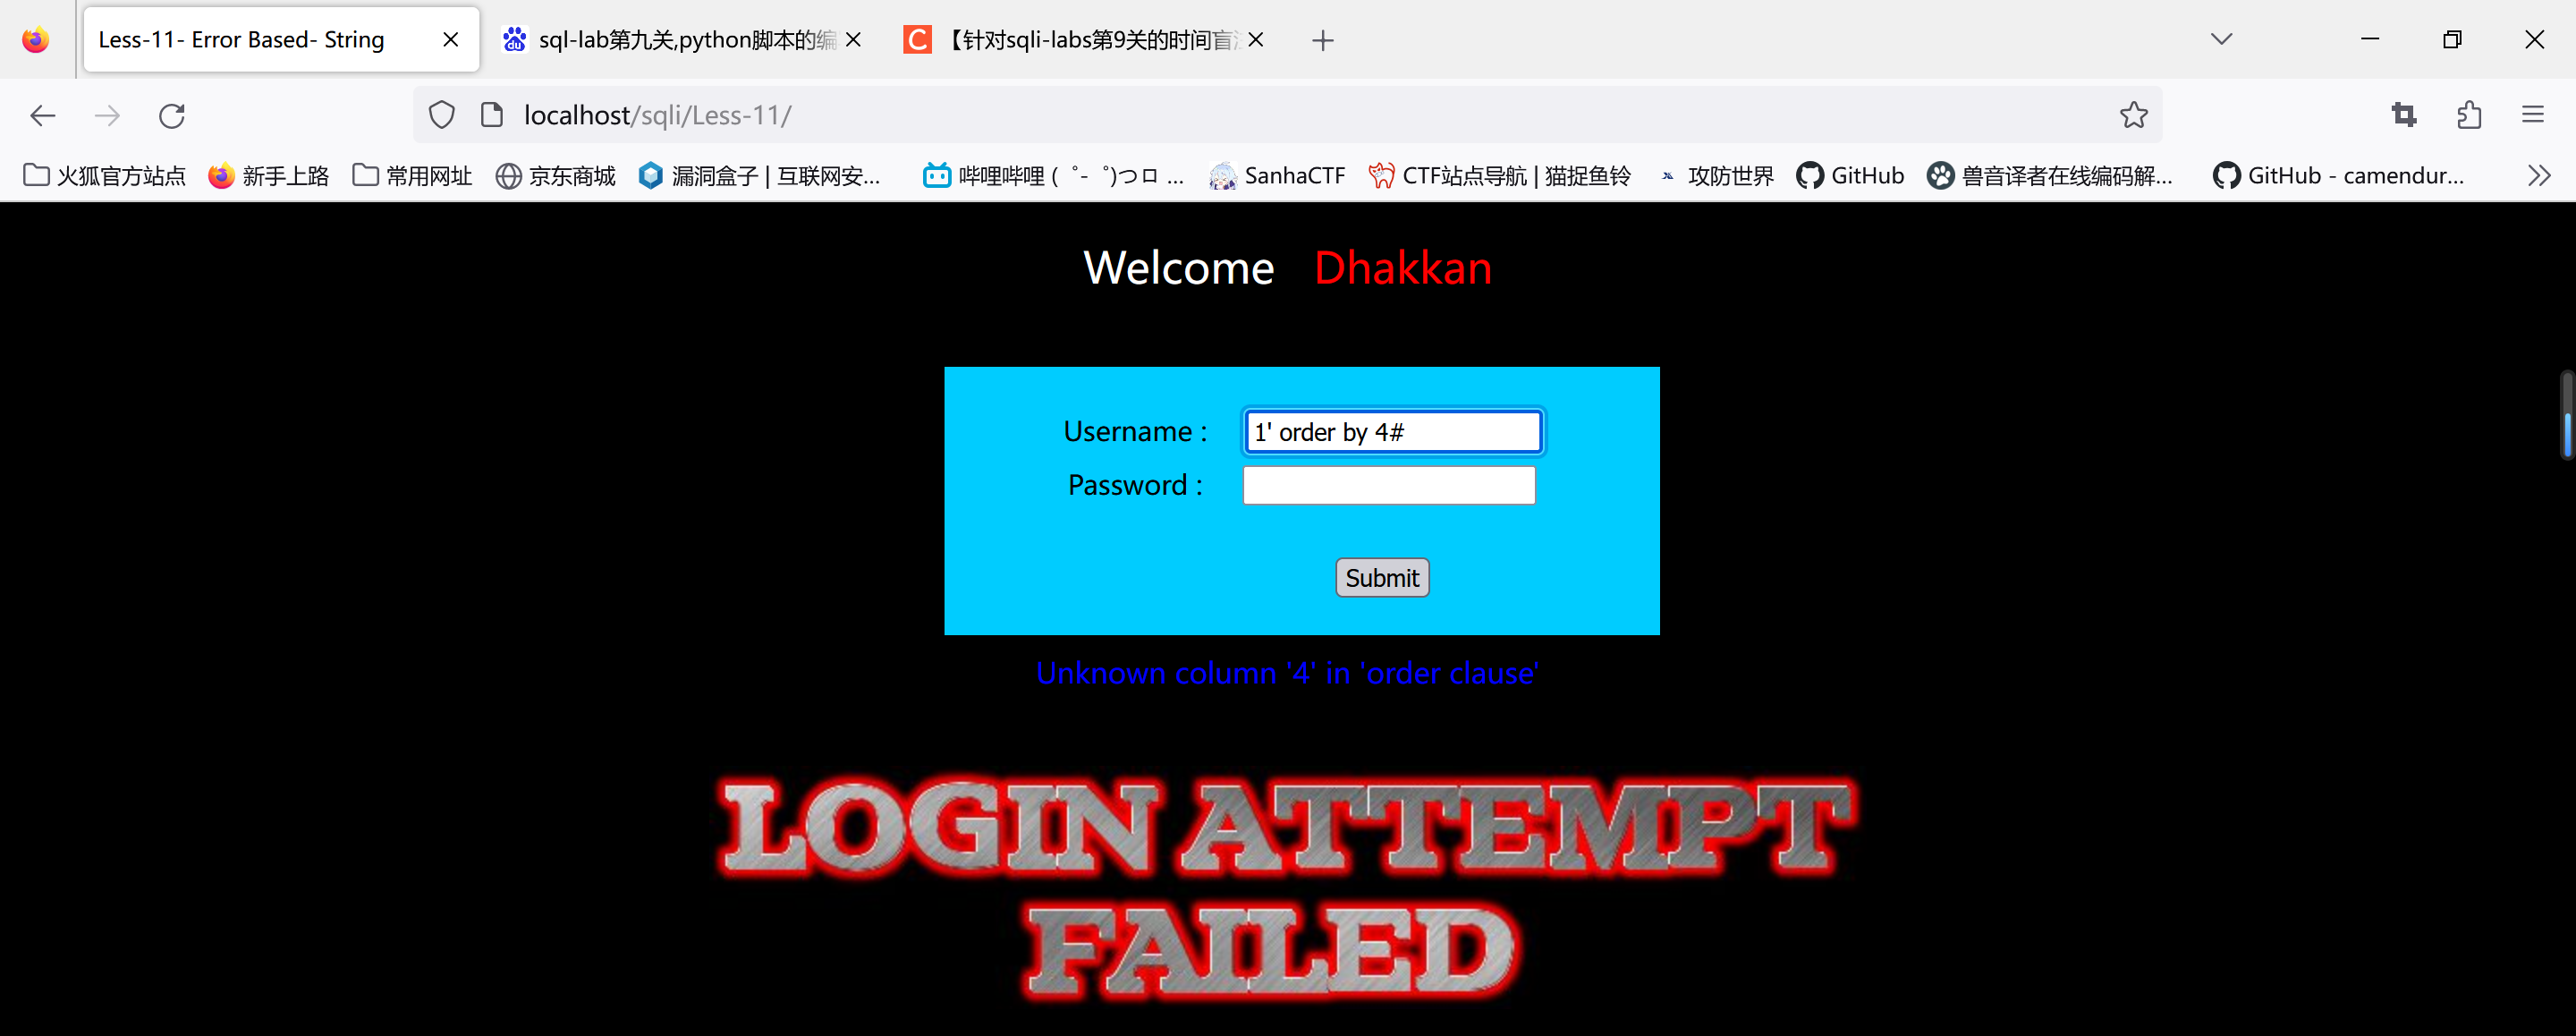 Less-11- Error Based- String
sql-lab第九关,python脚本的编
【针对sqli-labs第9关的时间盲注
localhost/sqli/Less-11/
火狐官方站点 新手上路 常用网址 京东商城 漏洞盒子 | 互联网安... 哔哩哔哩 ( ゜- ゜)つロ ... SanhaCTF CTF站点导航 | 猫捉鱼铃 攻防世界 GitHub 兽音译者在线编码解... GitHub - camendur...
Welcome Dhakkan
Username : 1' order by 4#
Password :
Submit
Unknown column '4' in 'order clause'
LOGIN ATTEMPT
FAILED